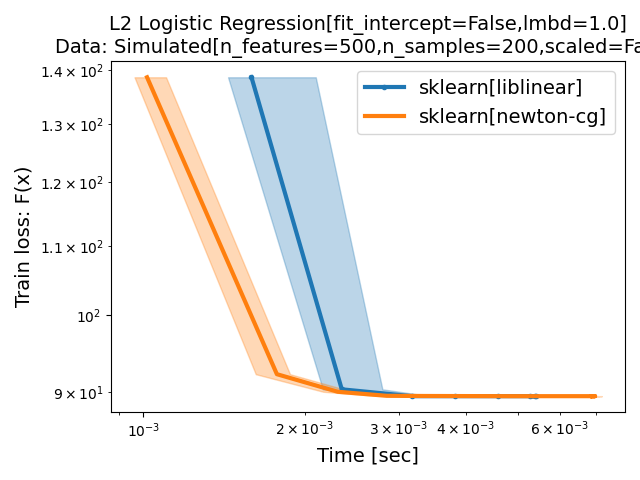 L2 Logistic Regression[fit_intercept=False,lmbd=1.0]
Data: Simulated[n_features=500,n_samples=200,scaled=Fa
sklearn[liblinear]
sklearn[newton-cg]
Train loss: F(x)
1.4 × 10²
1.3 × 10²
1.2 × 10²
1.1 × 10²
10²
9 × 10¹
10⁻³
2 × 10⁻³
3 × 10⁻³
4 × 10⁻³
6 × 10⁻³
Time [sec]